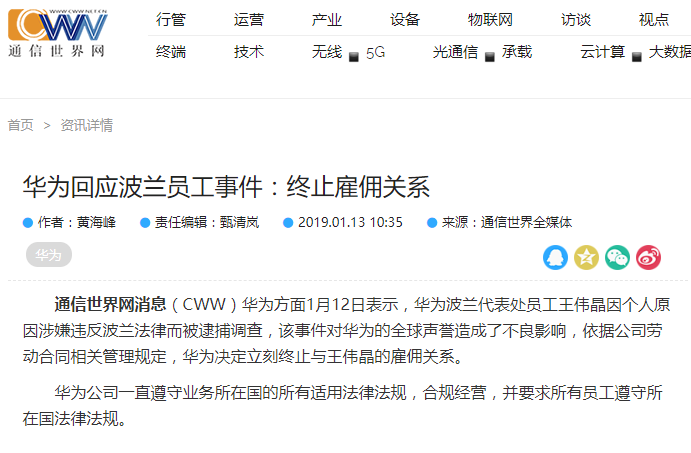 WWW.CWW.NET.CN
CWW
通信世界网
行管 运营 产业 设备 物联网 访谈 视点
终端 技术 无线 5G 光通信 承载 云计算 大数据
首页 > 资讯详情
华为回应波兰员工事件：终止雇佣关系
作者：黄海峰 责任编辑：甄清岚 2019.01.13 10:35 来源：通信世界全媒体
华为
通信世界网消息（CWW）华为方面1月12日表示，华为波兰代表处员工王伟晶因个人原
因涉嫌违反波兰法律而被逮捕调查，该事件对华为的全球声誉造成了不良影响，依据公司劳
动合同相关管理规定，华为决定立刻终止与王伟晶的雇佣关系。
华为公司一直遵守业务所在国的所有适用法律法规，合规经营，并要求所有员工遵守所
在国法律法规。